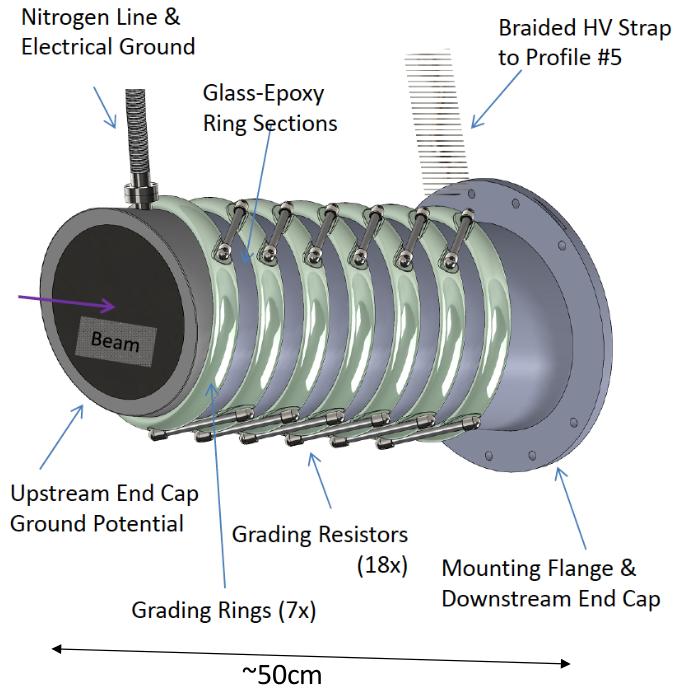 Nitrogen Line &
Electrical Ground
Braided HV Strap
to Profile #5
Glass-Epoxy
Ring Sections
Beam
Upstream End Cap
Ground Potential
Grading Resistors
(18x)
Mounting Flange &
Downstream End Cap
Grading Rings (7x)
~50cm